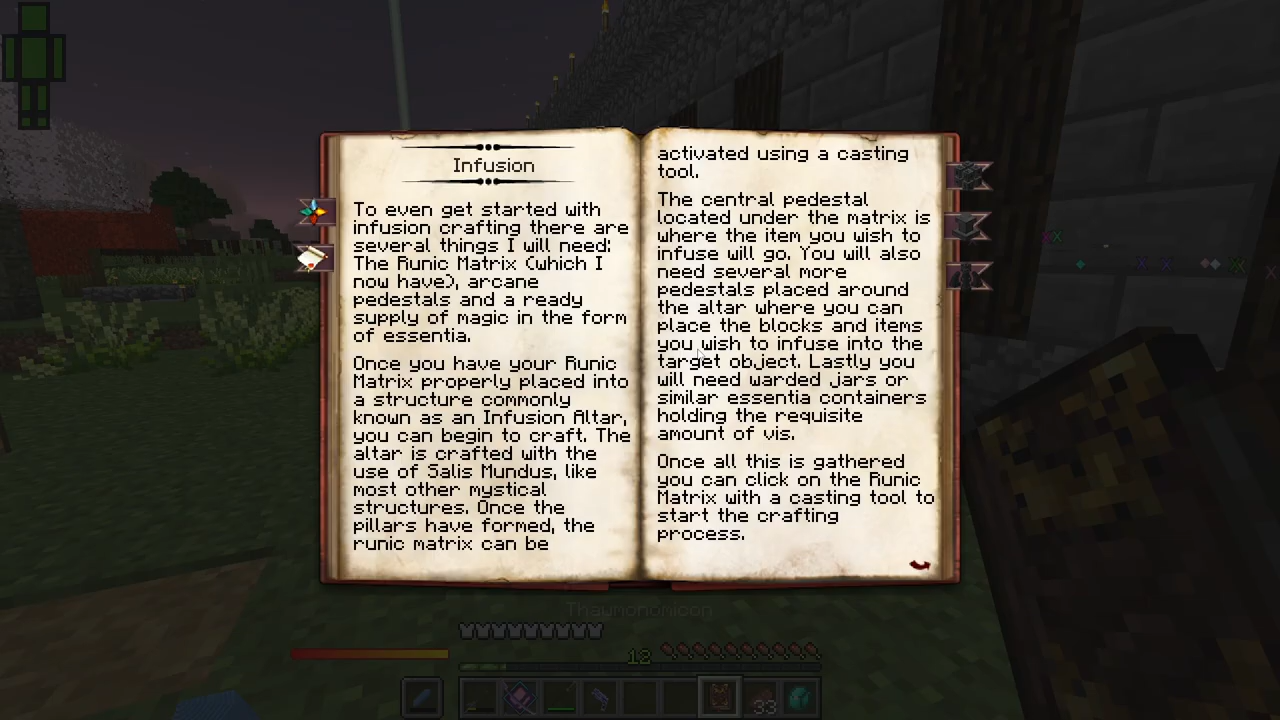 Infusion
To even get started with
infusion crafting there are
several things I will need:
The Runic Matrix (which I
now have), arcane
pedestals and a ready
supply of magic in the form
of essentia.
Once you have your Runic
Matrix properly placed into
a structure commonly
known as an Infusion Altar,
you can begin to craft. The
altar is crafted with the
use of Salis Mundus, like
most other mystical
structures. Once the
pillars have formed, the
runic matrix can be
activated using a casting
tool.
The central pedestal
located under the matrix is
where the item you wish to
infuse will go. You will also
need several more
pedestals placed around
the altar where you can
place the blocks and items
you wish to infuse into the
target object. Lastly you
will need warded jars or
similar essentia containers
holding the requisite
amount of vis.
Once all this is gathered
you can click on the Runic
Matrix with a casting tool to
start the crafting
process.
Thaumonomicon
12
33